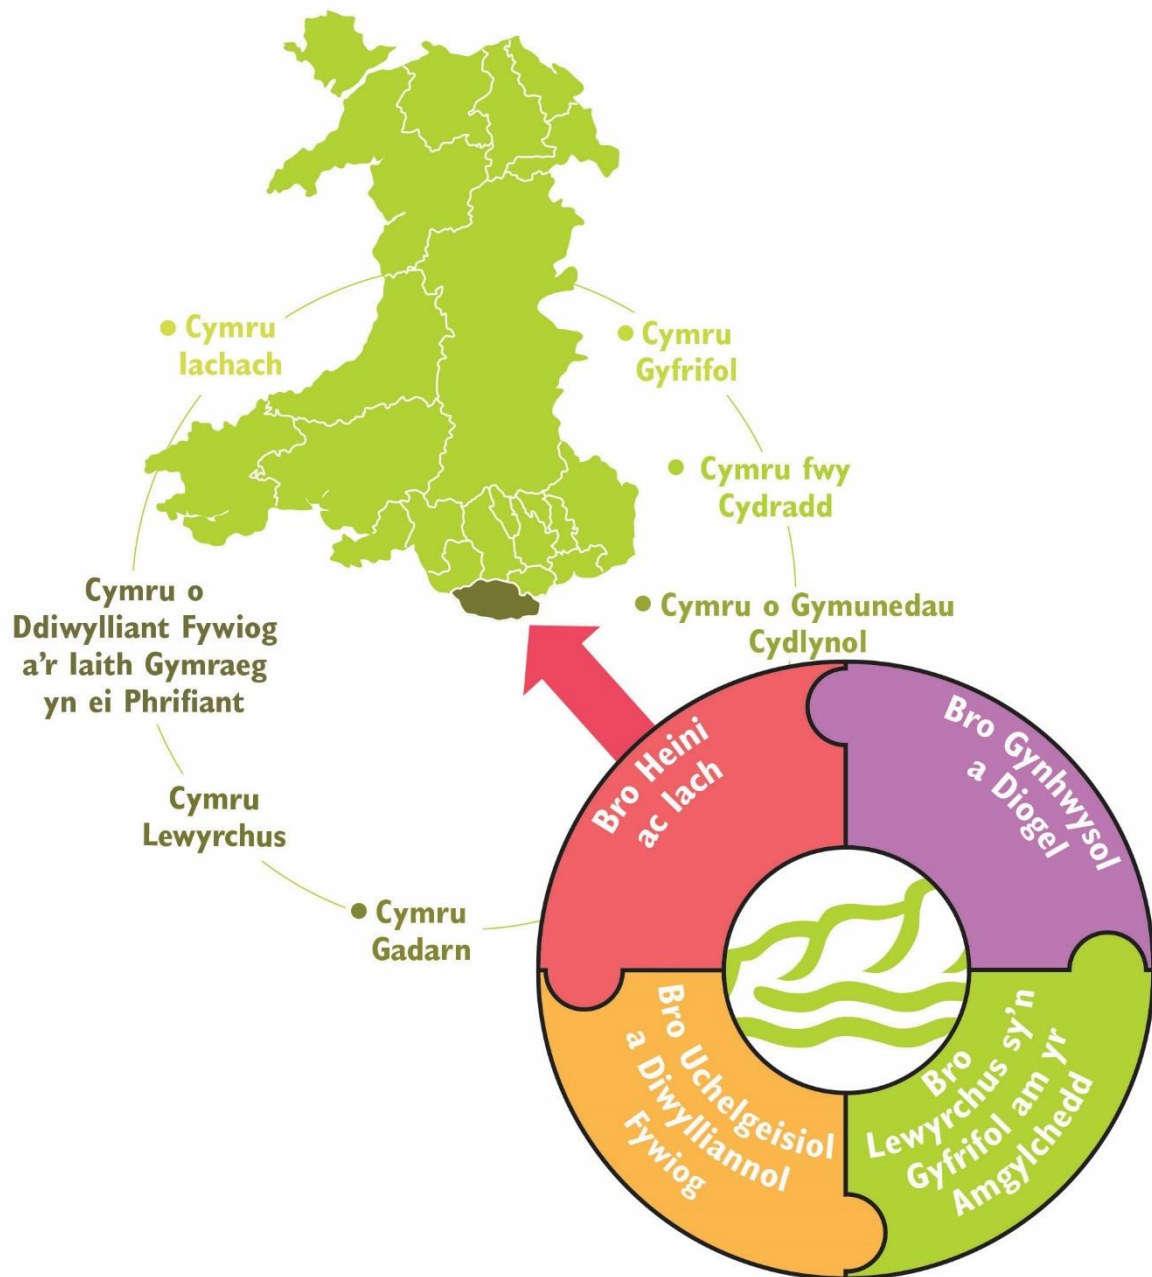 Cymru
Iachach
Cymru
Gyfrifol
Cymru fwy
Cydradd
Cymru o Gymunedau
Cydlynol
Cymru o
Ddiwylliant Fywiog
a'r Iaith Gymraeg
yn ei Phrifiant
Cymru
Lewyrchus
Cymru
Gadarn
Bro Heini
ac Iach
Bro Gynhwysol
a Diogel
Bro Uchelgeisiol
a Diwylliannol
Fywiog
Bro
Lewyrchus sy'n
Gyfrifol am yr
Amgylchedd